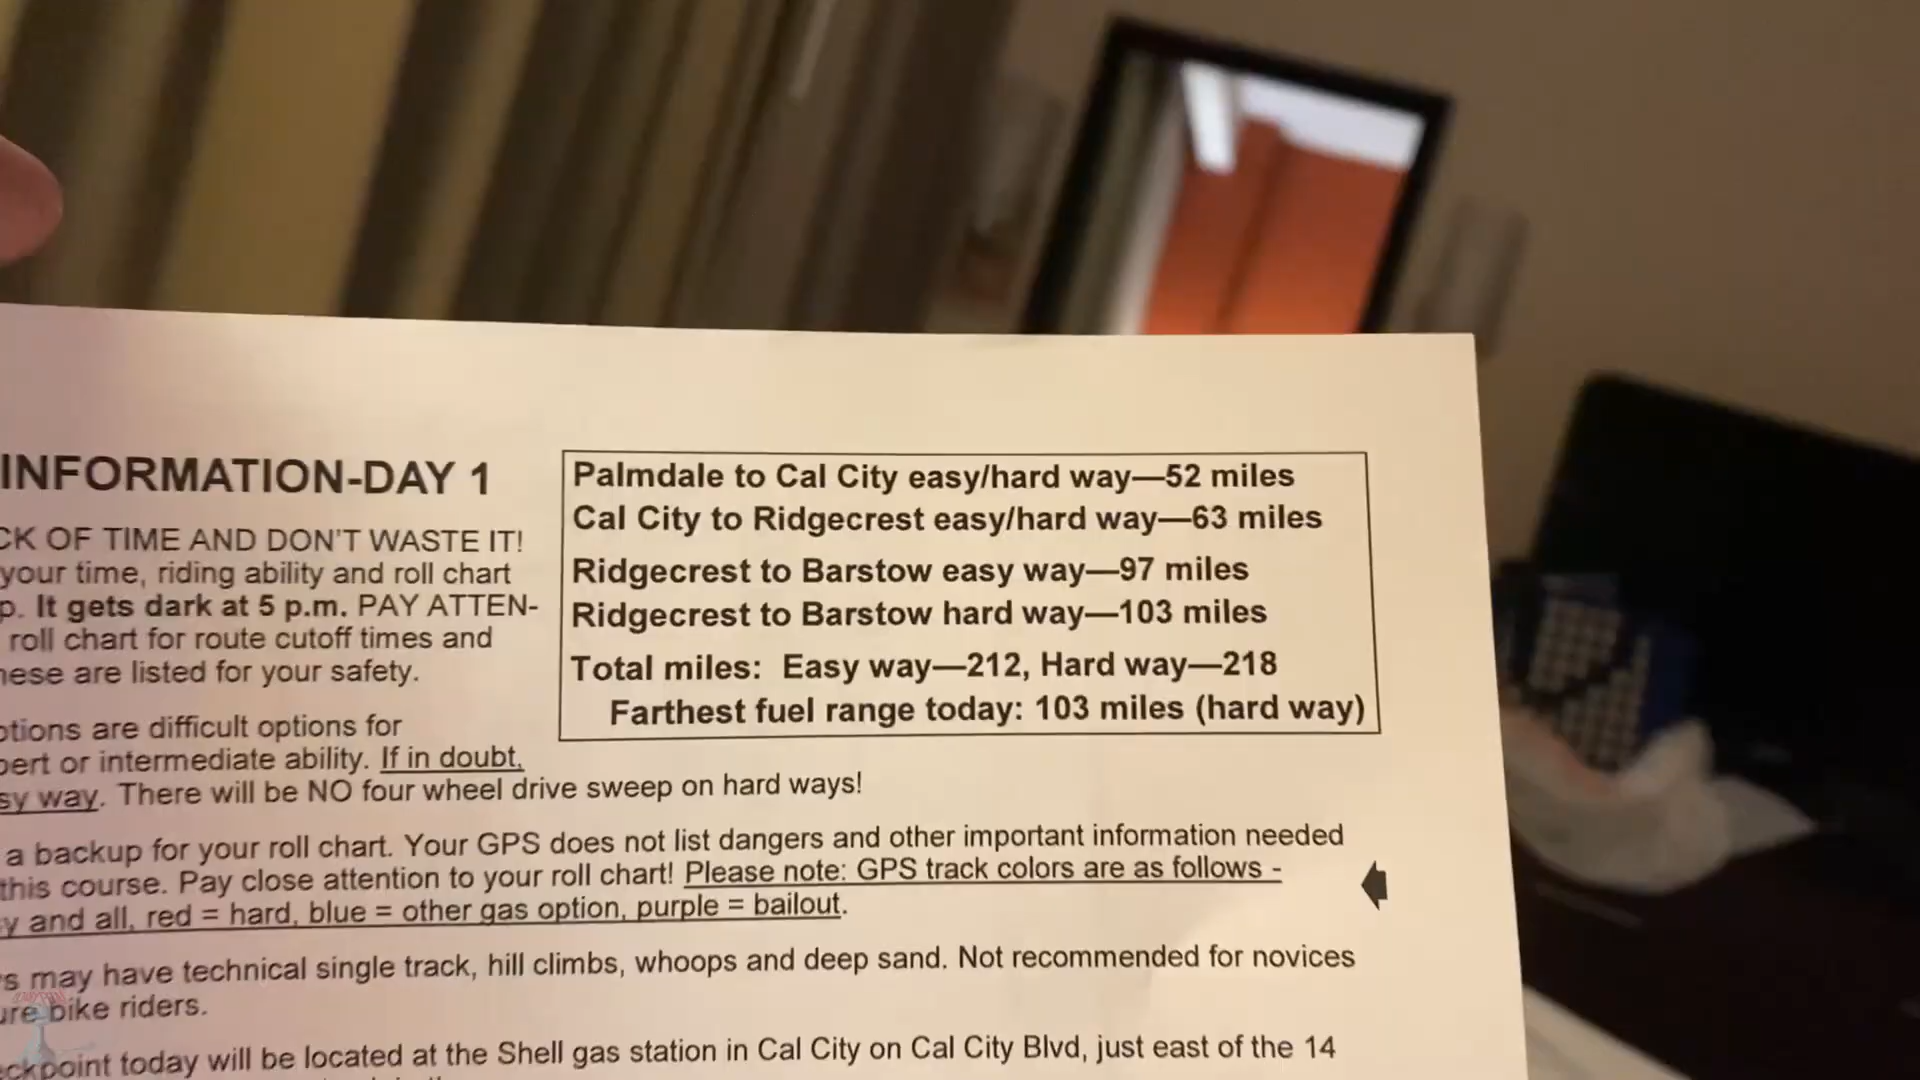 INFORMATION-DAY 1
CK OF TIME AND DON'T WASTE IT!
your time, riding ability and roll chart
p. It gets dark at 5 p.m. PAY ATTEN-
roll chart for route cutoff times and
hese are listed for your safety.
Palmdale to Cal City easy/hard way—52 miles
Cal City to Ridgecrest easy/hard way—63 miles
Ridgecrest to Barstow easy way—97 miles
Ridgecrest to Barstow hard way—103 miles
Total miles: Easy way—212, Hard way—218
Farthest fuel range today: 103 miles (hard way)
ptions are difficult options for
pert or intermediate ability. If in doubt,
sy way. There will be NO four wheel drive sweep on hard ways!
a backup for your roll chart. Your GPS does not list dangers and other important information needed
this course. Pay close attention to your roll chart! Please note: GPS track colors are as follows -
y and all, red = hard, blue = other gas option, purple = bailout.
s may have technical single track, hill climbs, whoops and deep sand. Not recommended for novices
ure bike riders.
ckpoint today will be located at the Shell gas station in Cal City on Cal City Blvd, just east of the 14